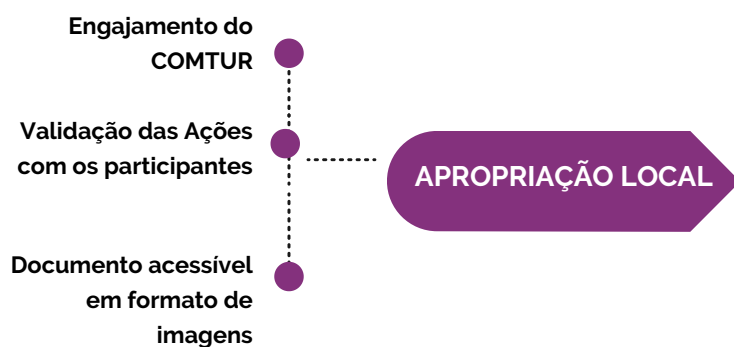 Engajamento do
COMTUR
Validação das Ações
com os participantes
APROPRIAÇÃO LOCAL
Documento acessível
em formato de
imagens